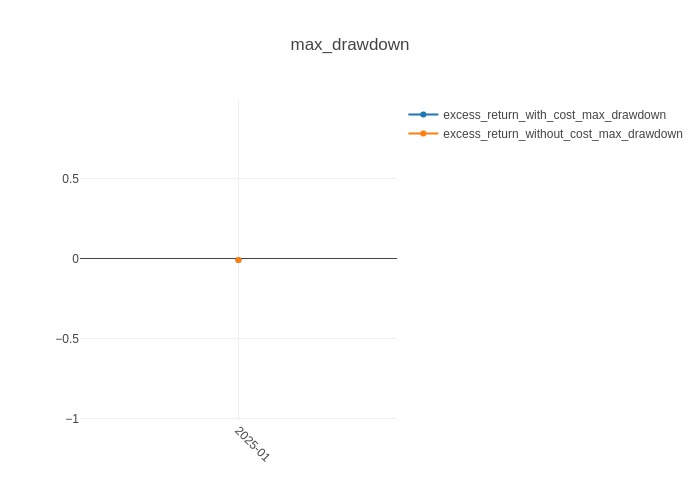 max_drawdown
excess_return_with_cost_max_drawdown
excess_return_without_cost_max_drawdown
0.5
0
−0.5
−1
2025-01